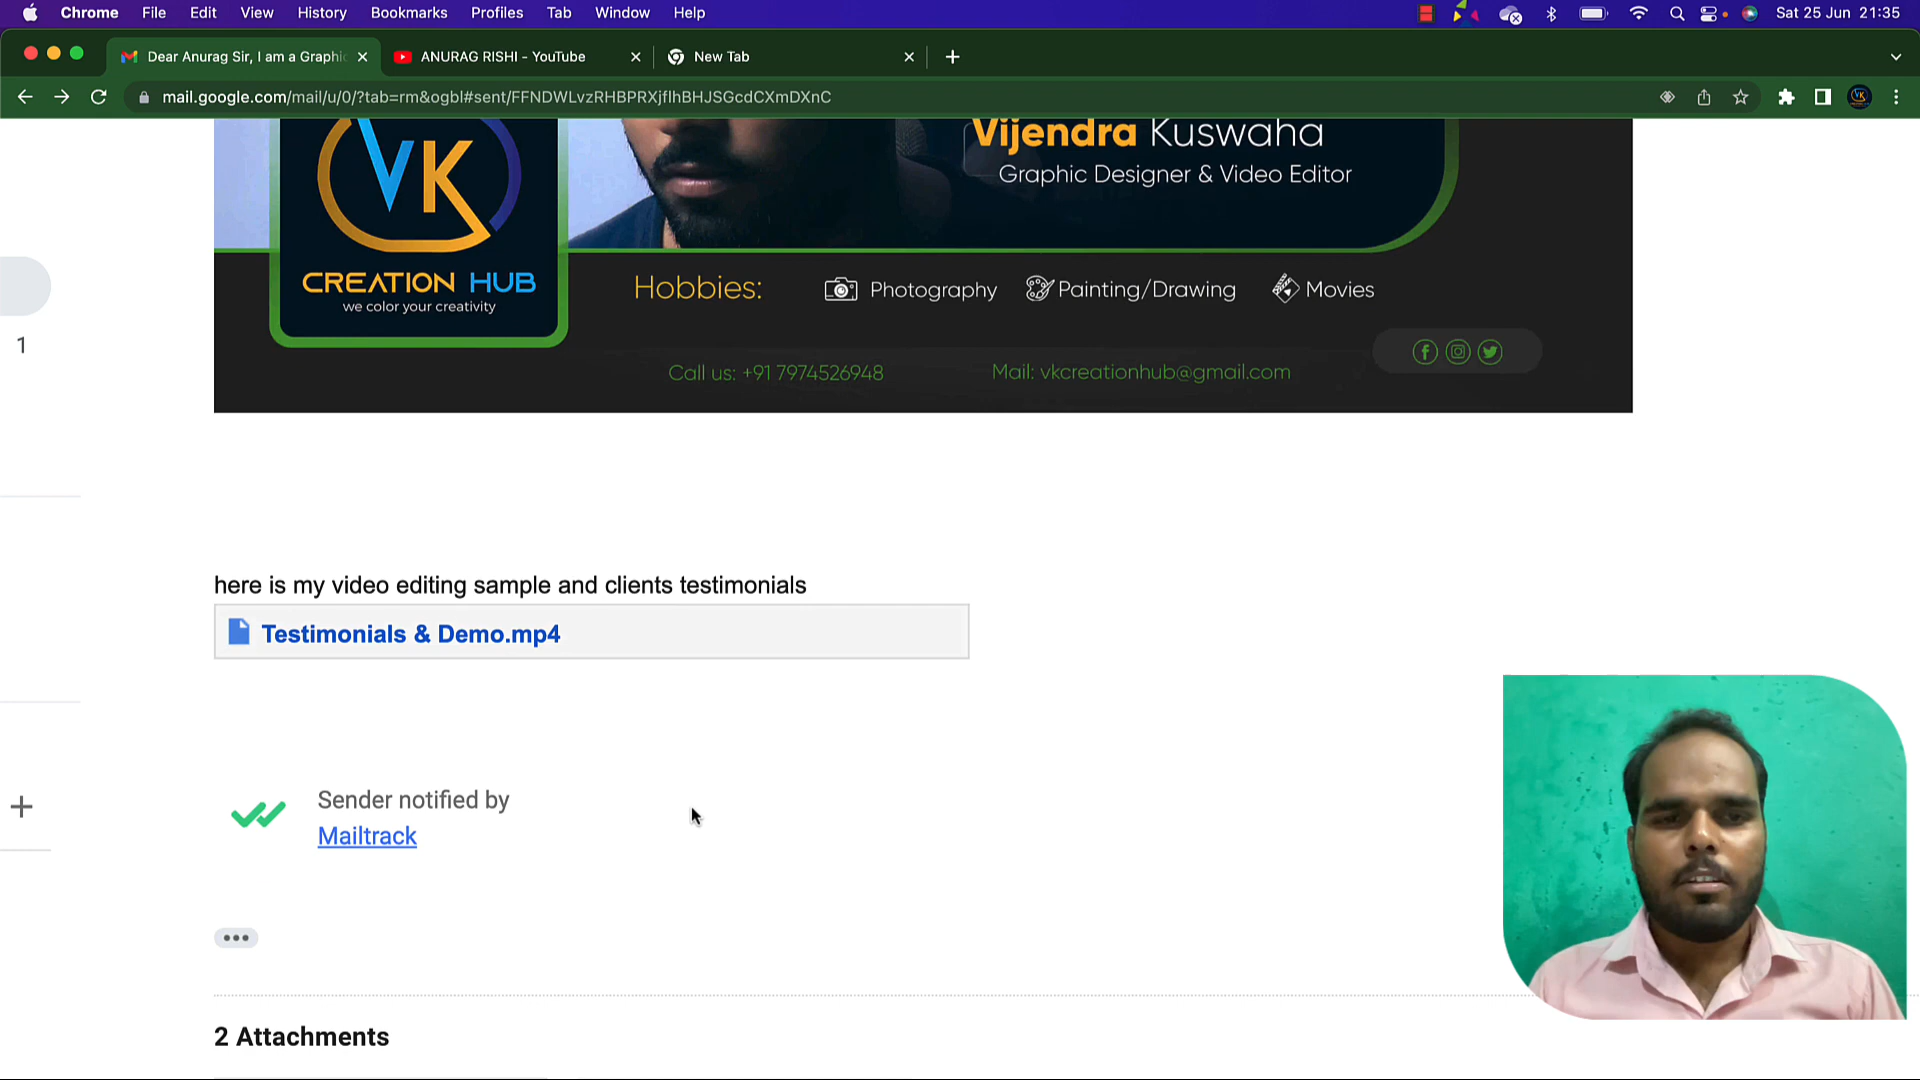 Chrome File Edit View History Bookmarks Profiles Tab Window Help Sat 25 Jun 21:35
Dear Anurag Sir, I am a Graphi ANURAG RISHI - YouTube New Tab
mail.google.com/mail/u/0/?tab=rm&ogbl#sent/FFNDWLvzRHBPRXjflhBHJSGcdCXmDXnC
Vijendra Kuswaha
Graphic Designer & Video Editor
VK
CREATION HUB
we color your creativity
Hobbies: Photography Painting/Drawing Movies
Call us: +91 7974526948 Mail: vkcreationhub@gmail.com
1
here is my video editing sample and clients testimonials
Testimonials & Demo.mp4
Sender notified by
Mailtrack
2 Attachments